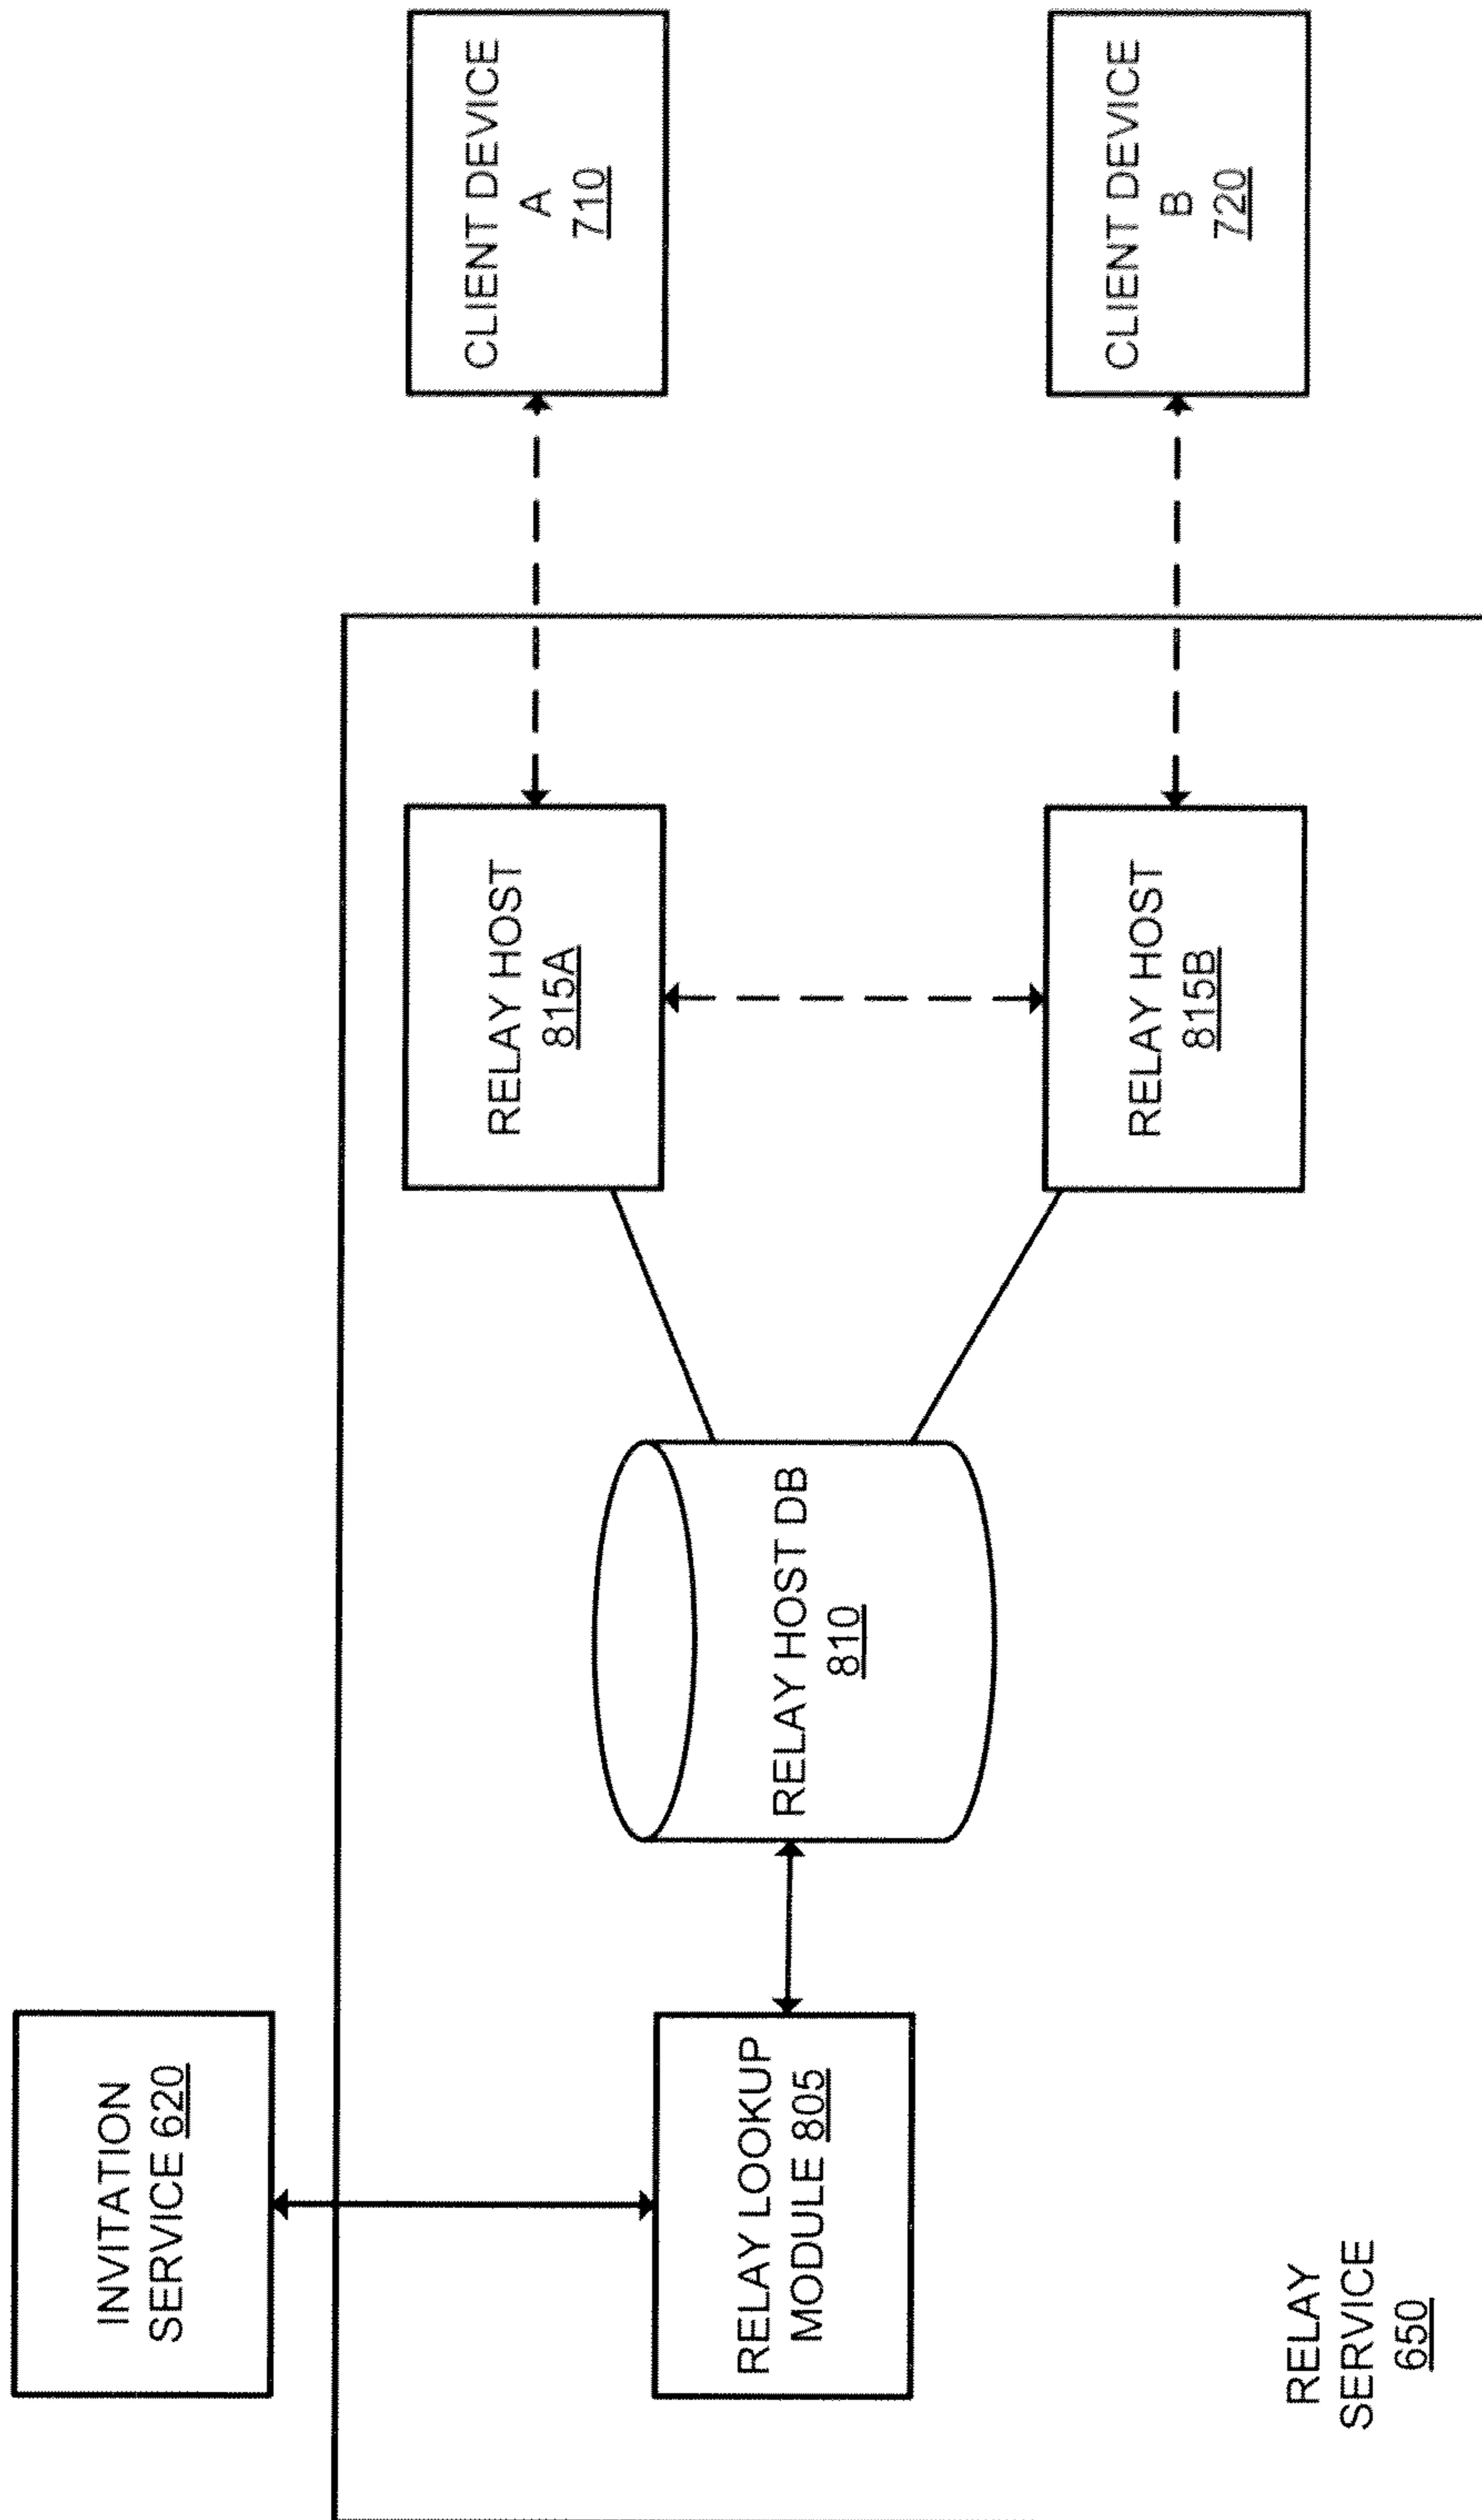 INVITATION
SERVICE 620
RELAY LOOKUP
MODULE 805
RELAY HOST DB
810
RELAY HOST
815A
RELAY HOST
815B
CLIENT DEVICE
A
710
CLIENT DEVICE
B
720
RELAY
SERVICE
650